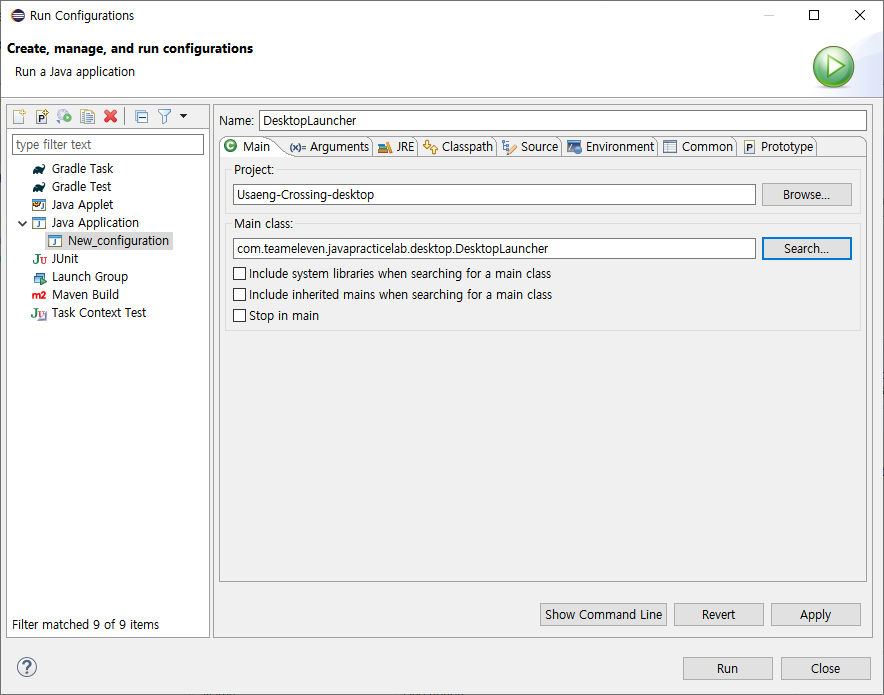 Run Configurations
Create, manage, and run configurations
Run a Java application
type filter text
Gradle Task
Gradle Test
Java Applet
Java Application
New_configuration
JUnit
Launch Group
Maven Build
Task Context Test
Filter matched 9 of 9 items
Name: DesktopLauncher
Main (x)= Arguments JRE Classpath Source Environment Common Prototype
Project:
Usaeng-Crossing-desktop Browse...
Main class:
com.teameleven.javapracticelab.desktop.DesktopLauncher Search...
Include system libraries when searching for a main class
Include inherited mains when searching for a main class
Stop in main
Show Command Line Revert Apply
Run Close